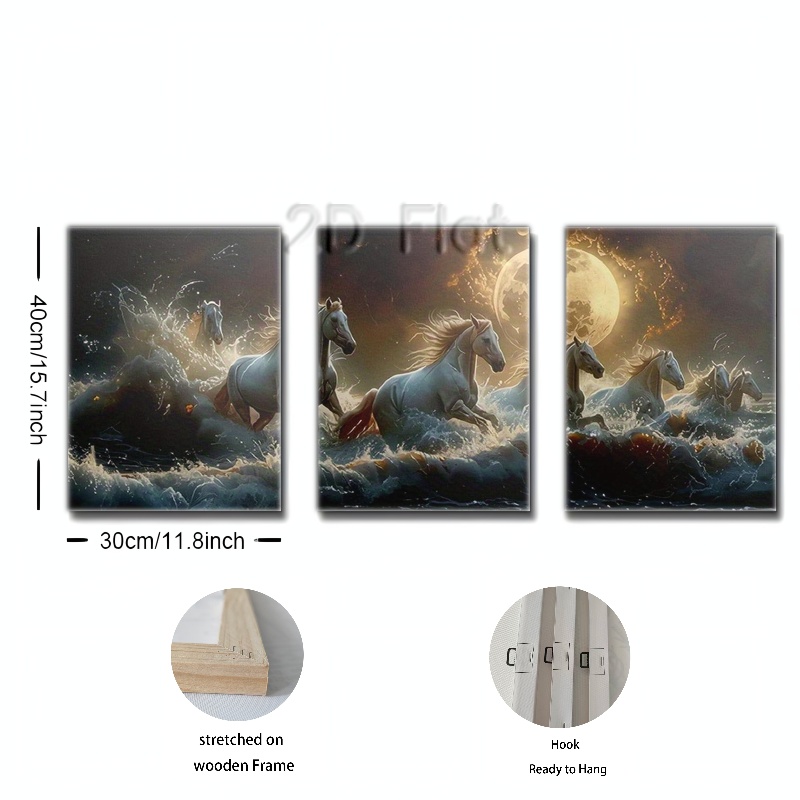 2D Flat
40cm/15.7inch
30cm/11.8inch
stretched on
wooden Frame
Hook
Ready to Hang